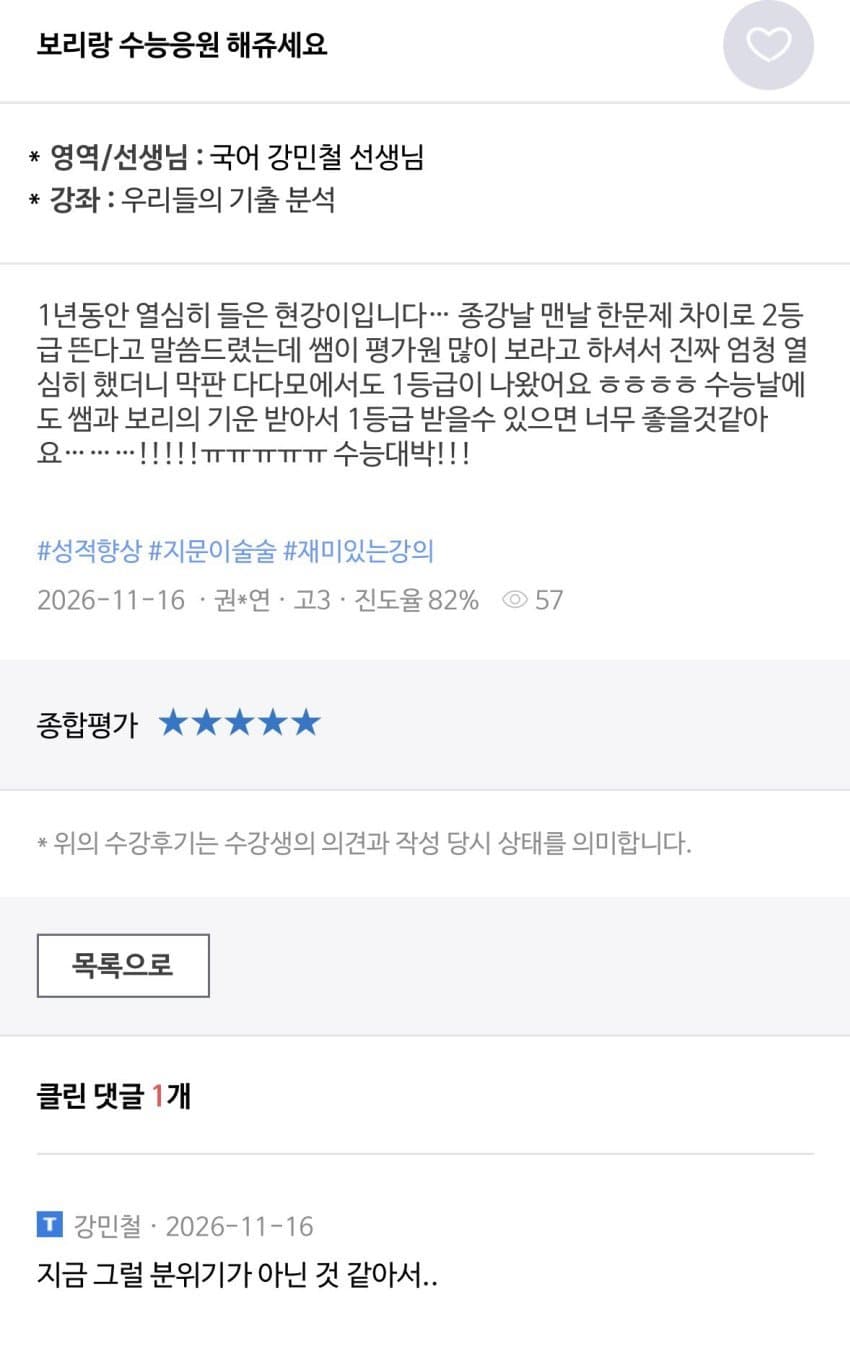 보리랑 수능응원 해쥬세요
* 영역/선생님 : 국어 강민철 선생님
* 강좌 : 우리들의 기출 분석
1년동안 열심히 들은 현강이입니다… 종강날 맨날 한문제 차이로 2등
급 뜬다고 말씀드렸는데 쌤이 평가원 많이 보라고 하셔서 진짜 엄청 열
심히 했더니 막판 다다모에서도 1등급이 나왔어요 ㅎㅎㅎㅎ 수능날에
도 쌤과 보리의 기운 받아서 1등급 받을수 있으면 너무 좋을것같아
요………!!!!!ㅠㅠㅠㅠㅠ 수능대박!!!
#성적향상 #지문이술술 #재미있는강의
2026-11-16 · 권*연 · 고3 · 진도율 82% 57
종합평가 ★★★★★
* 위의 수강후기는 수강생의 의견과 작성 당시 상태를 의미합니다.
목록으로
클린 댓글 1개
T 강민철 · 2026-11-16
지금 그럴 분위기가 아닌 것 같아서..